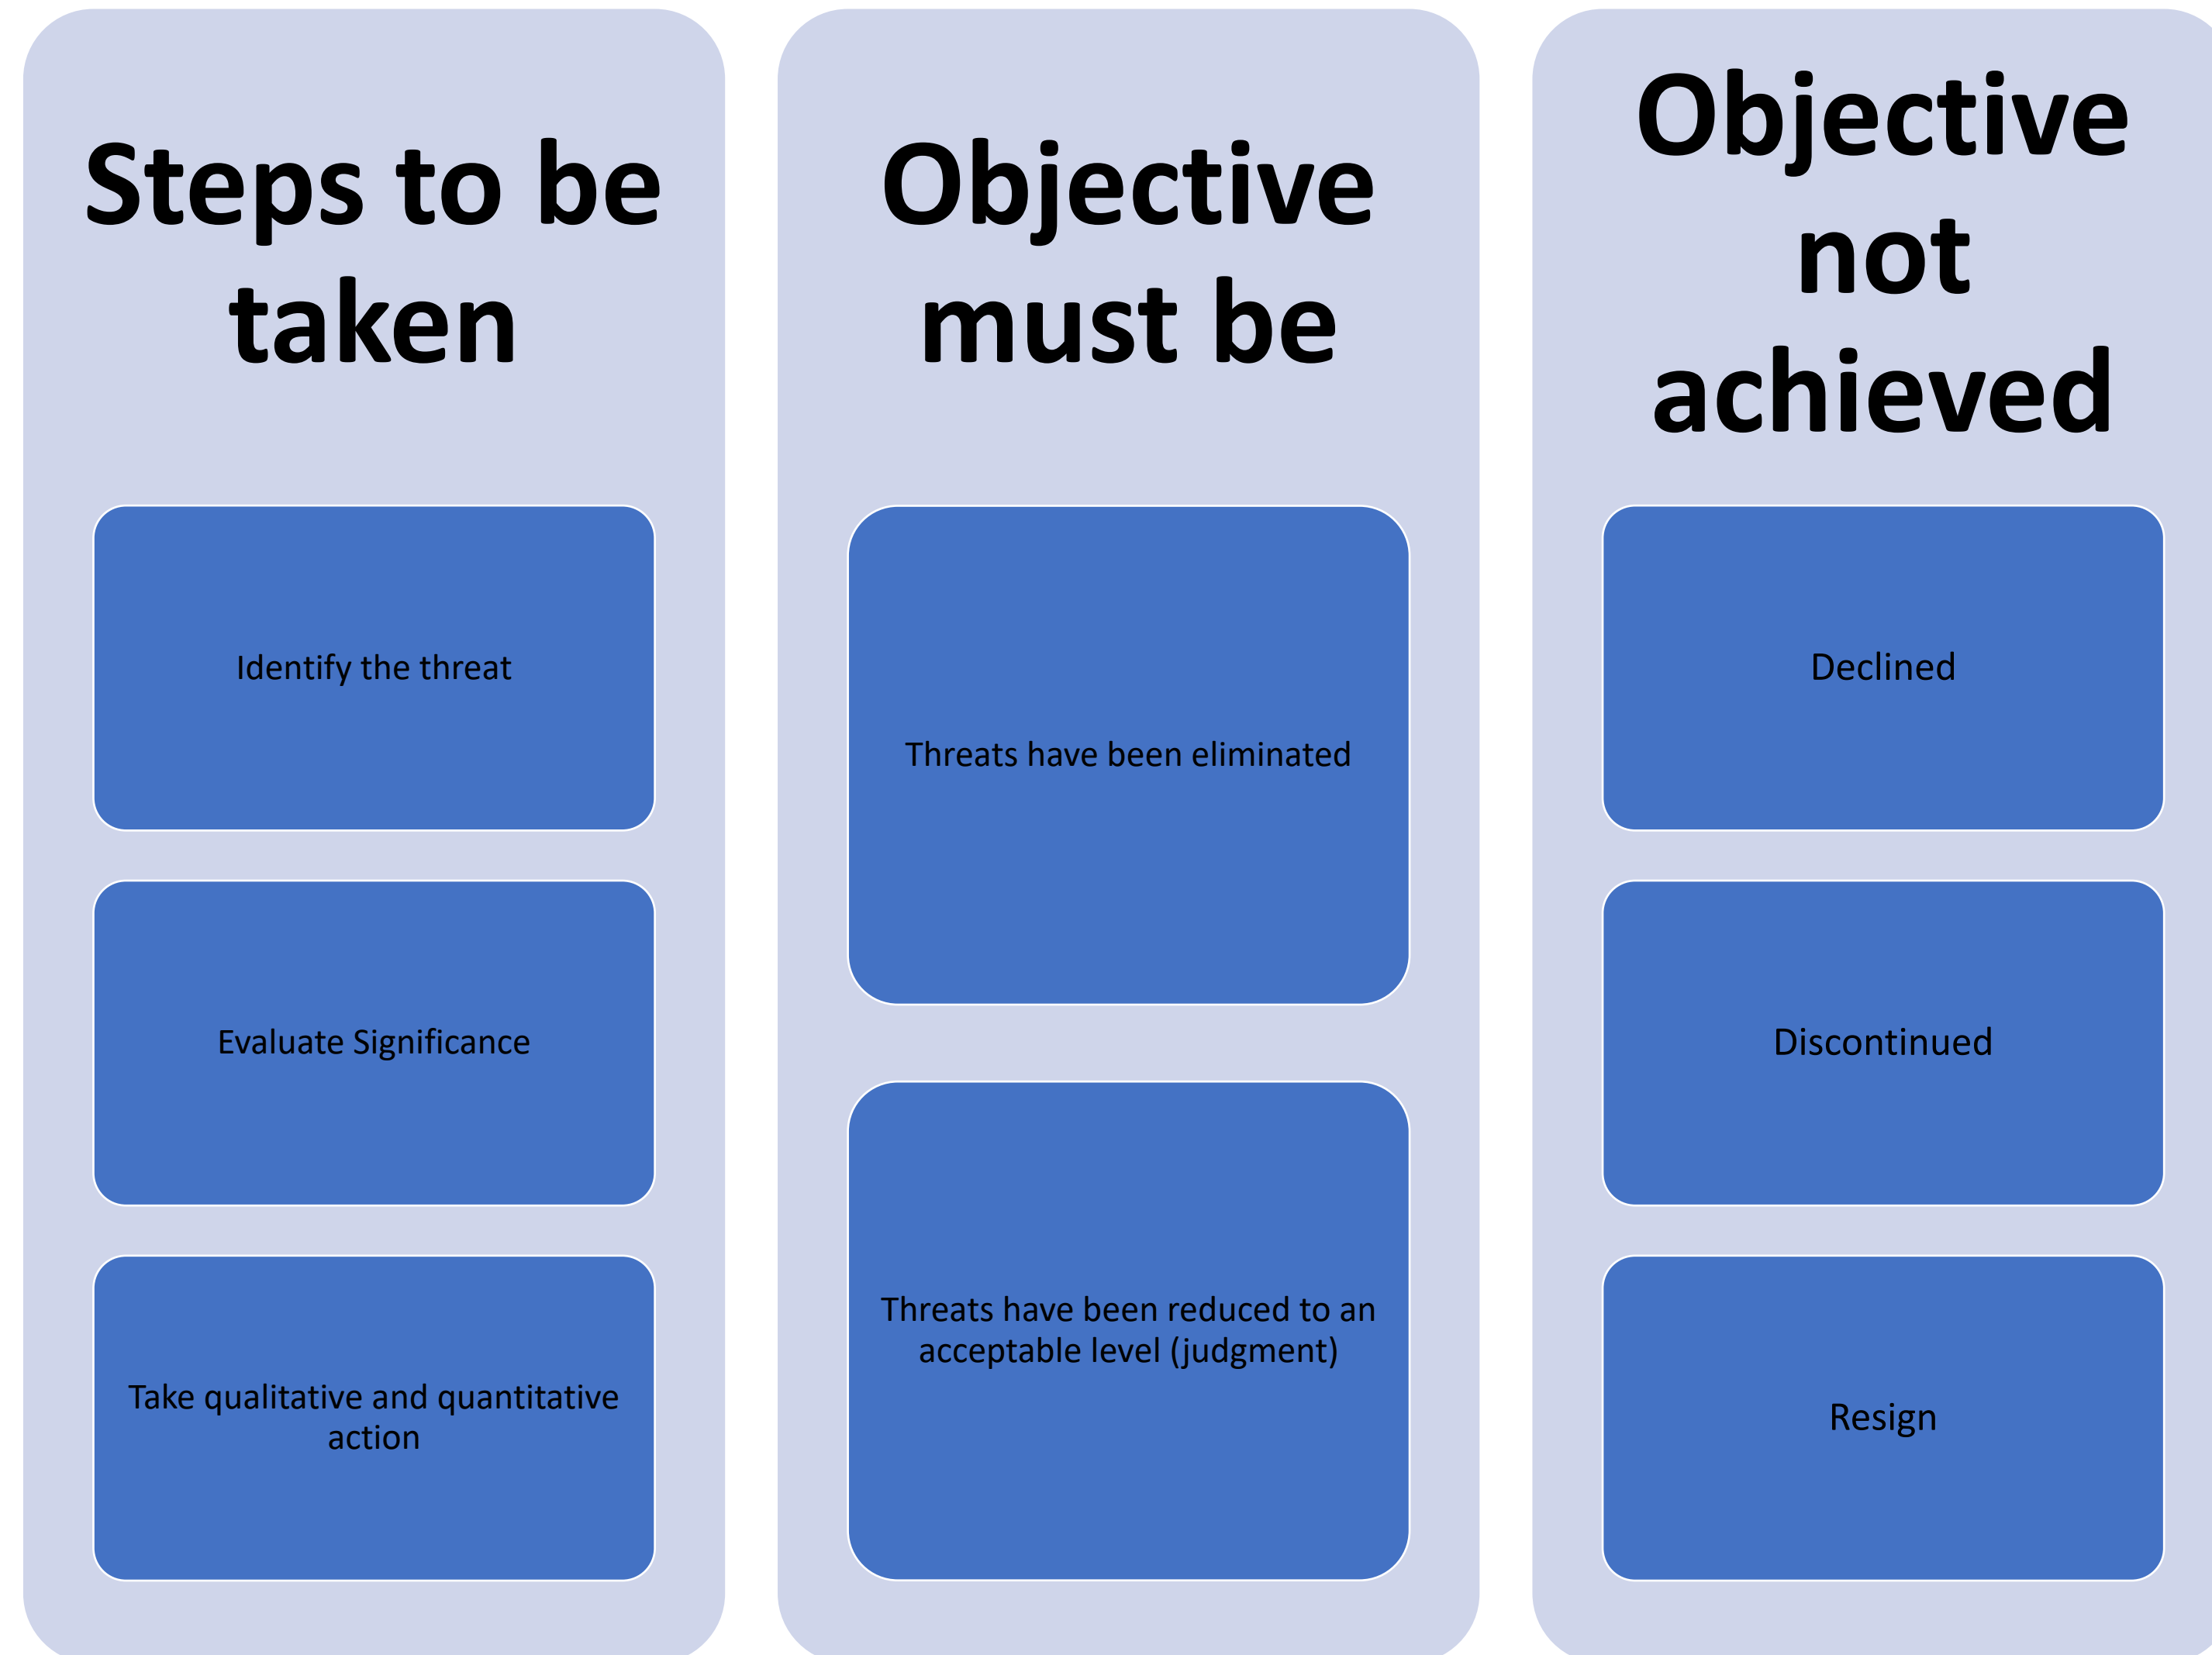 Steps to be
taken
Identify the threat
Evaluate Significance
Take qualitative and quantitative
action
Objective
must be
Threats have been eliminated
Threats have been reduced to an
acceptable level (judgment)
Objective
not
achieved
Declined
Discontinued
Resign